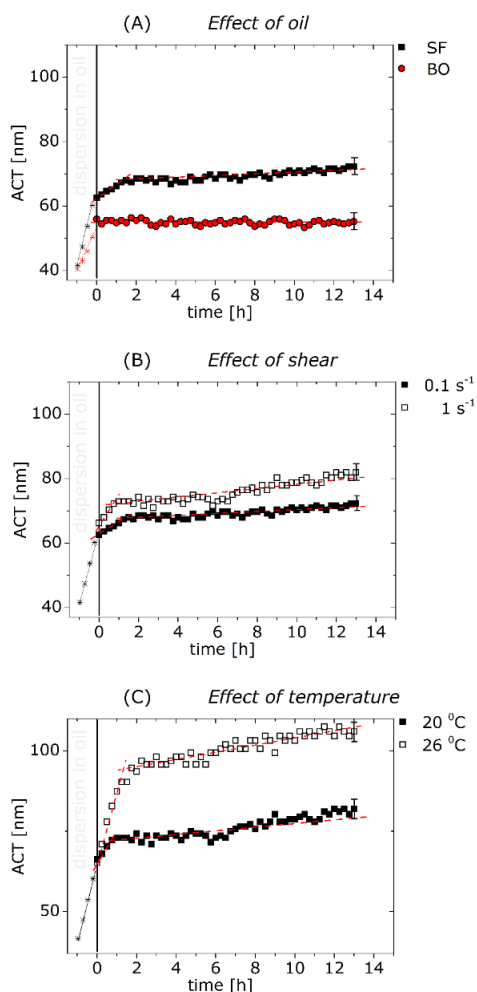 (A) Effect of oil
SF
BO
100
80
60
40
ACT [nm]
dispersion in oil
0 2 4 6 8 10 12 14
time [h]
(B) Effect of shear
0.1 s⁻¹
1 s⁻¹
100
80
60
40
ACT [nm]
dispersion in oil
0 2 4 6 8 10 12 14
time [h]
(C) Effect of temperature
20 ⁰C
26 ⁰C
100
50
ACT [nm]
dispersion in oil
0 2 4 6 8 10 12 14
time [h]